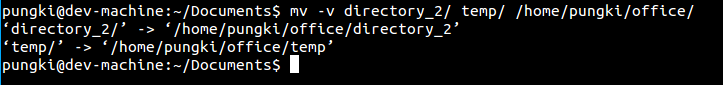 pungki@dev-machine:~/Documents$ mv -v directory_2/ temp/ /home/pungki/office/
‘directory_2/’ -> ‘/home/pungki/office/directory_2’
‘temp/’ -> ‘/home/pungki/office/temp’
pungki@dev-machine:~/Documents$